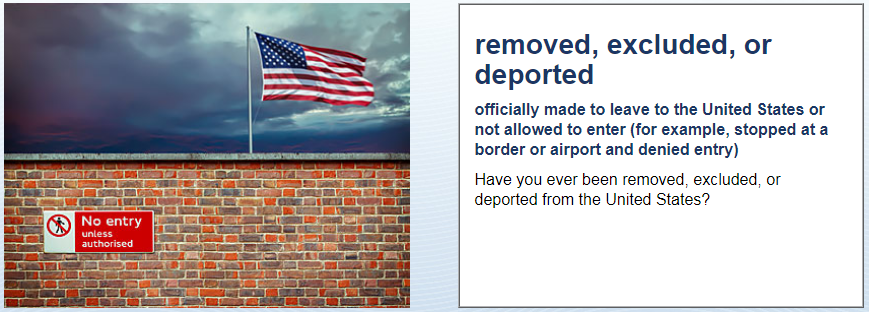 No entry
unless
authorised
removed, excluded, or
deported
officially made to leave to the United States or
not allowed to enter (for example, stopped at a
border or airport and denied entry)
Have you ever been removed, excluded, or
deported from the United States?